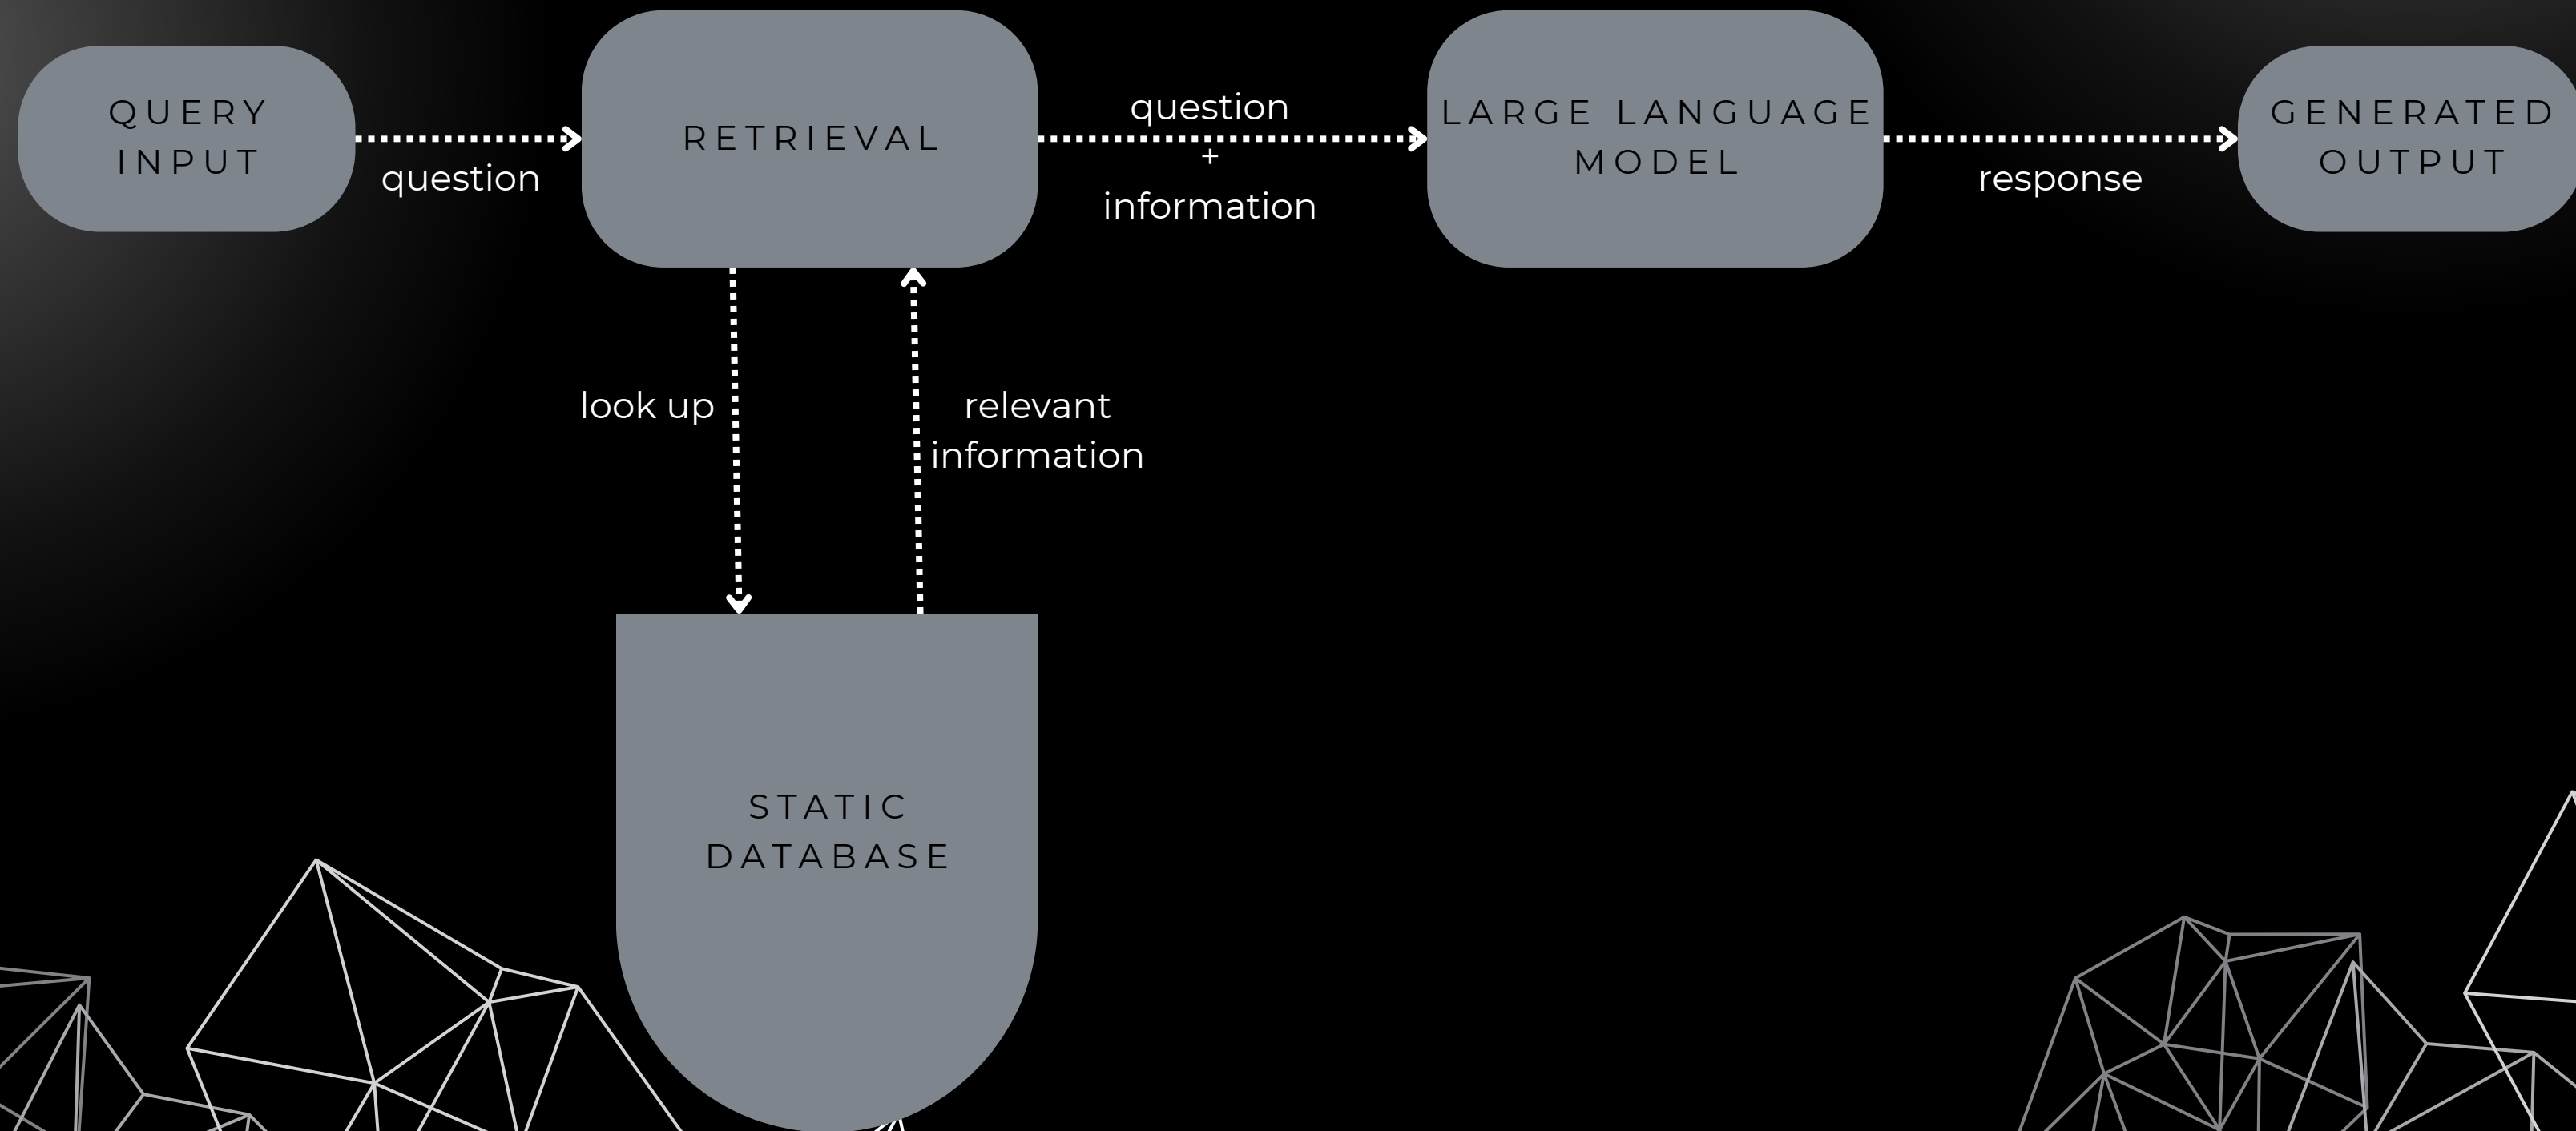 QUERY
INPUT
question
RETRIEVAL
question
+
information
LARGE LANGUAGE
MODEL
response
GENERATED
OUTPUT
look up
relevant
information
STATIC
DATABASE